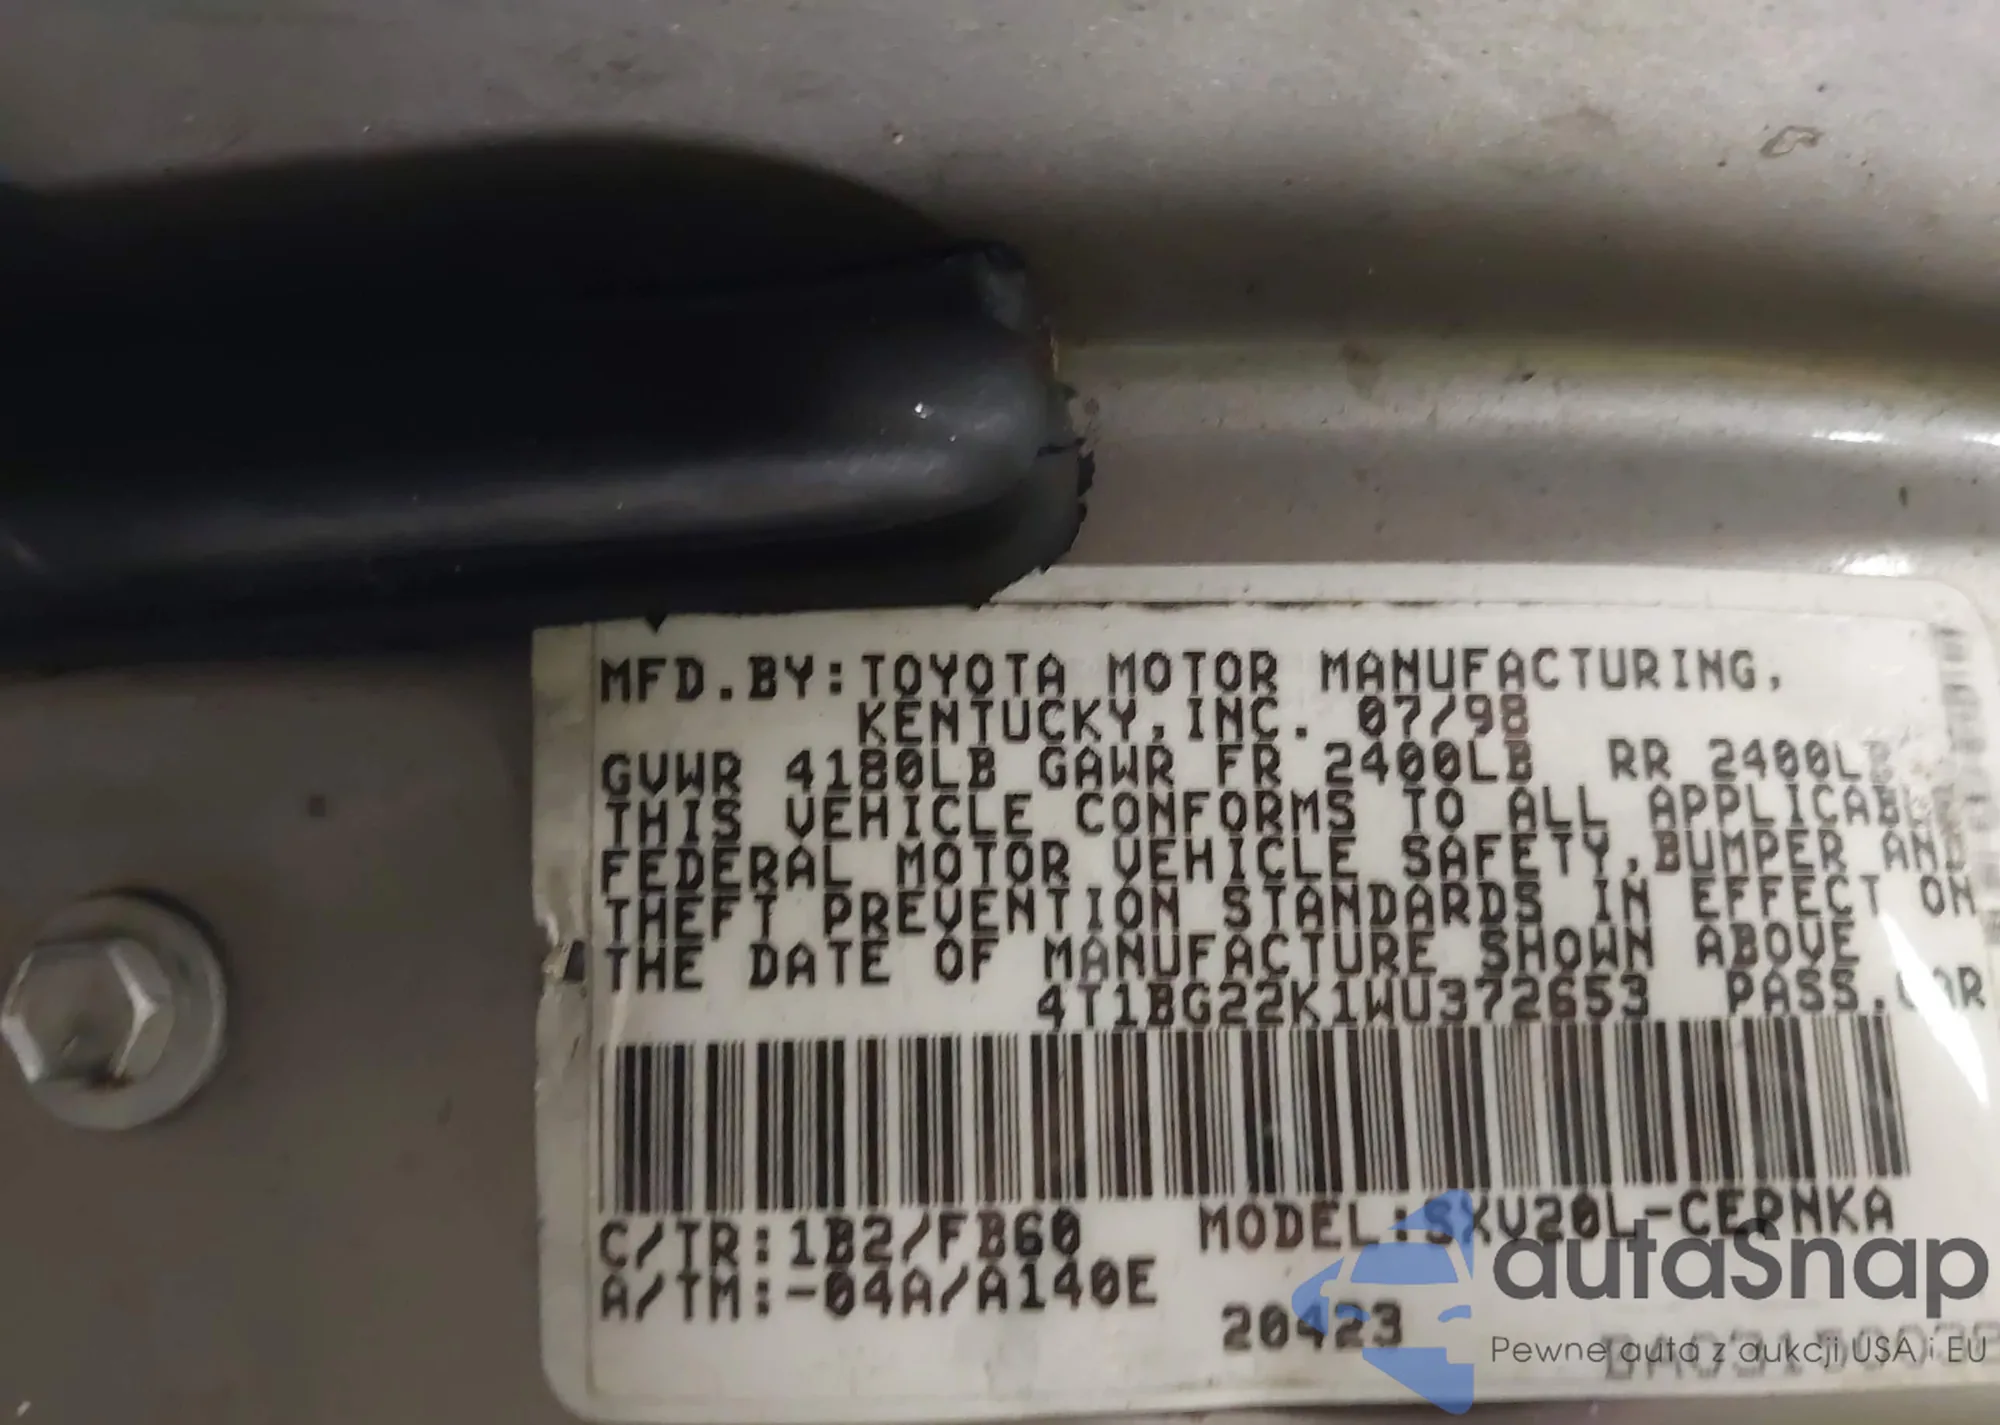 MFD.BY:TOYOTA MOTOR MANUFACTURING,
KENTUCKY,INC. 07/98
GVWR 4180LB GAWR FR 2400LB RR 2400LB
THIS VEHICLE CONFORMS TO ALL APPLICABL
FEDERAL MOTOR VEHICLE SAFETY,BUMPER AND
THEFT PREVENTION STANDARDS IN EFFECT ON
THE DATE OF MANUFACTURE SHOWN ABOVE
4T1BG22K1WU372653 PASS.CAR
C/TR:1B2/FB60 MODEL:SXV20L-CEPNKA
A/TM:-04A/A140E
20423
autaSnap
Pewne auta z aukcji USA i EU